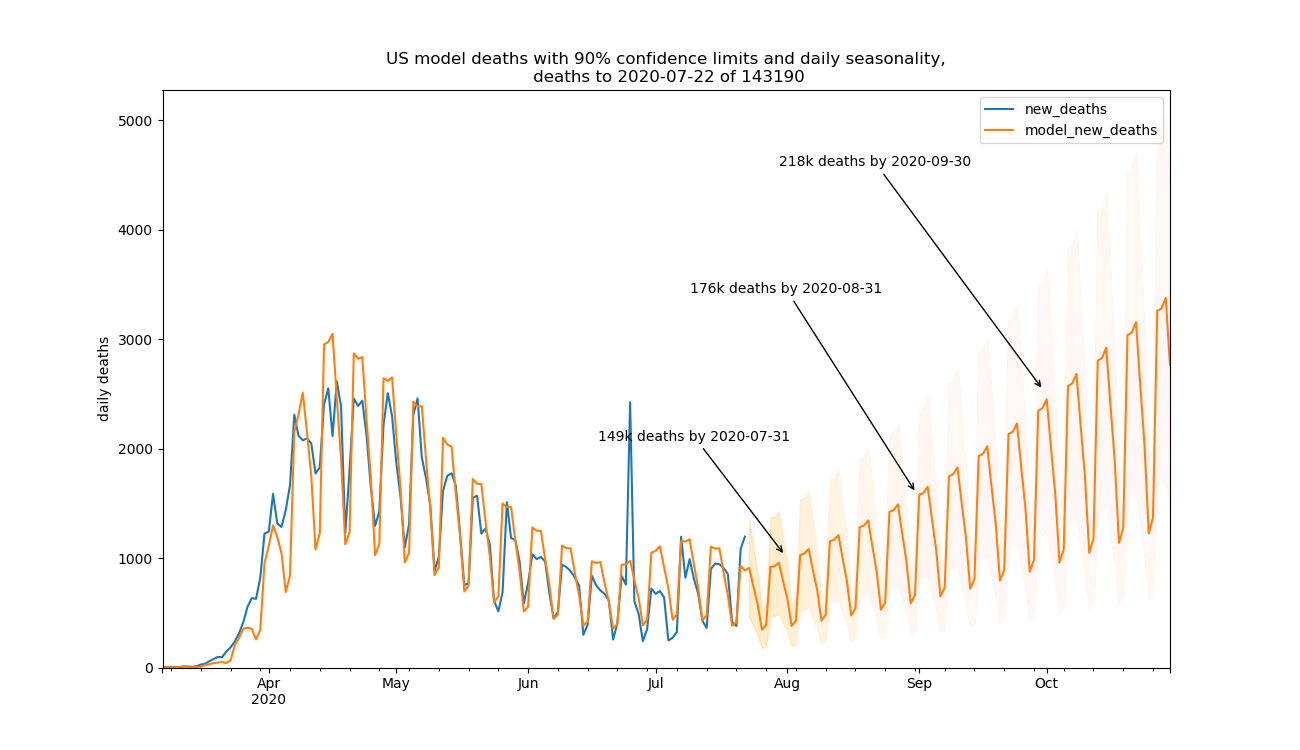 US model deaths with 90% confidence limits and daily seasonality,
deaths to 2020-07-22 of 143190
new_deaths
model_new_deaths
218k deaths by 2020-09-30
176k deaths by 2020-08-31
149k deaths by 2020-07-31
daily deaths
5000
4000
3000
2000
1000
0
Apr
2020
May
Jun
Jul
Aug
Sep
Oct